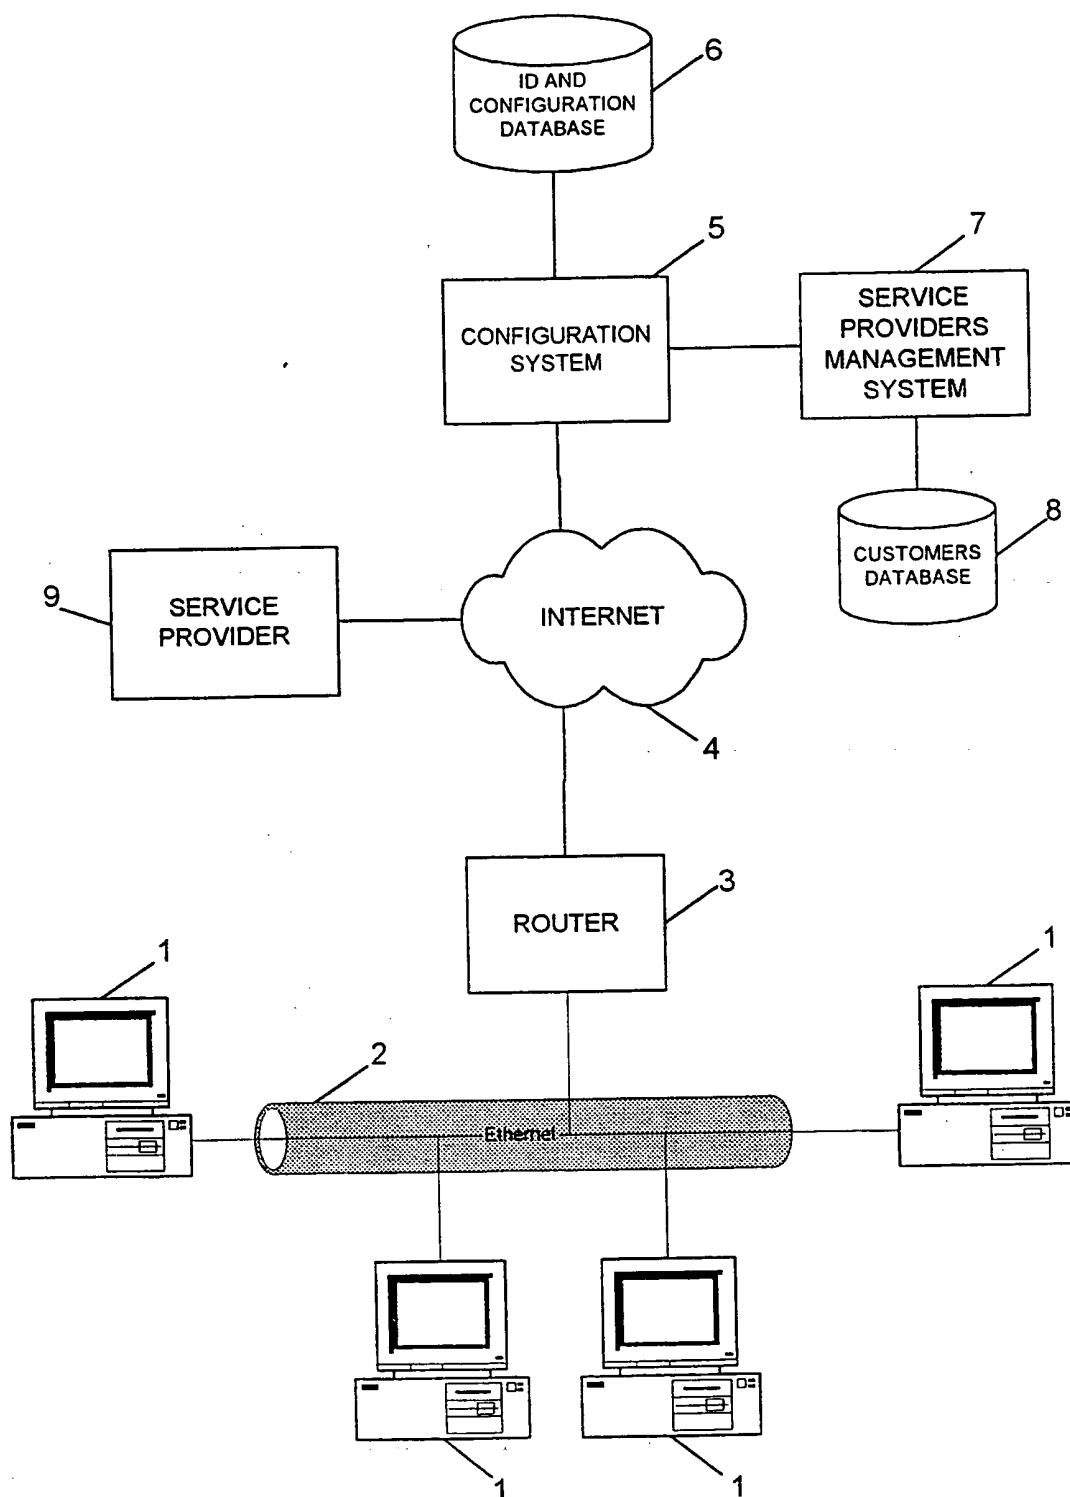 6
ID AND
CONFIGURATION
DATABASE
5
7
CONFIGURATION
SYSTEM
SERVICE
PROVIDERS
MANAGEMENT
SYSTEM
8
CUSTOMERS
DATABASE
9
SERVICE
PROVIDER
INTERNET
4
3
ROUTER
1
1
2
Ethernet
1
1